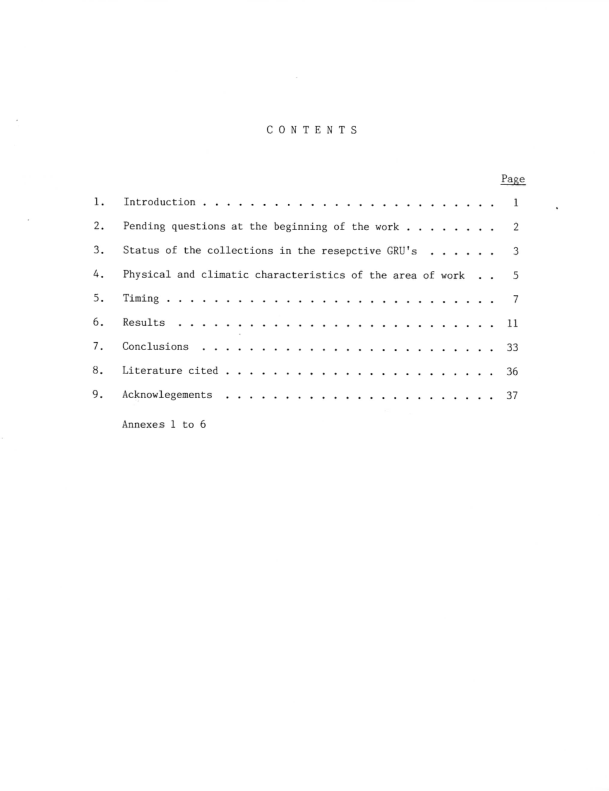 C O N T E N T S
Page
1. Introduction . . . . . . . . . . . . . . . . . . . . . . . . . 1
2. Pending questions at the beginning of the work . . . . . . . . 2
3. Status of the collections in the resepctive GRU's . . . . . . 3
4. Physical and climatic characteristics of the area of work . . 5
5. Timing . . . . . . . . . . . . . . . . . . . . . . . . . . . . 7
6. Results . . . . . . . . . . . . . . . . . . . . . . . . . . . 11
7. Conclusions . . . . . . . . . . . . . . . . . . . . . . . . . 33
8. Literature cited . . . . . . . . . . . . . . . . . . . . . . . 36
9. Acknowlegements . . . . . . . . . . . . . . . . . . . . . . . 37
Annexes 1 to 6